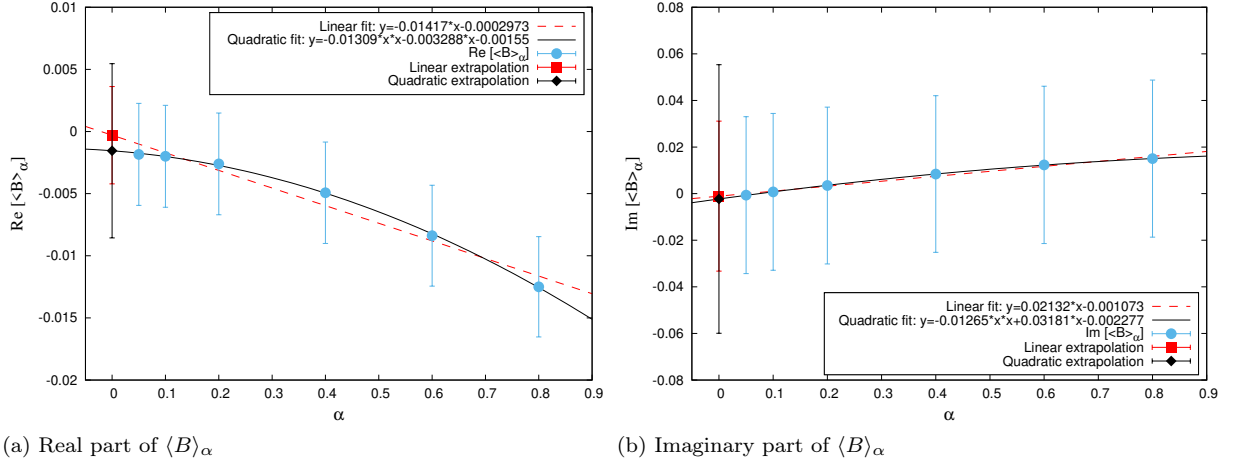 Linear fit: y=-0.01417*x-0.0002973
Quadratic fit: y=-0.01309*x*x-0.003288*x-0.00155
Re [<B>α]
Linear extrapolation
Quadratic extrapolation
0.01
0.005
0
-0.005
-0.01
-0.015
-0.02
Re [<B>α]
0 0.1 0.2 0.3 0.4 0.5 0.6 0.7 0.8 0.9
α
(a) Real part of ⟨B⟩α
0.08
0.06
0.04
0.02
0
-0.02
-0.04
-0.06
-0.08
Im [<B>α]
Linear fit: y=0.02132*x-0.001073
Quadratic fit: y=-0.01265*x*x+0.03181*x-0.002277
Im [<B>α]
Linear extrapolation
Quadratic extrapolation
0 0.1 0.2 0.3 0.4 0.5 0.6 0.7 0.8 0.9
α
(b) Imaginary part of ⟨B⟩α